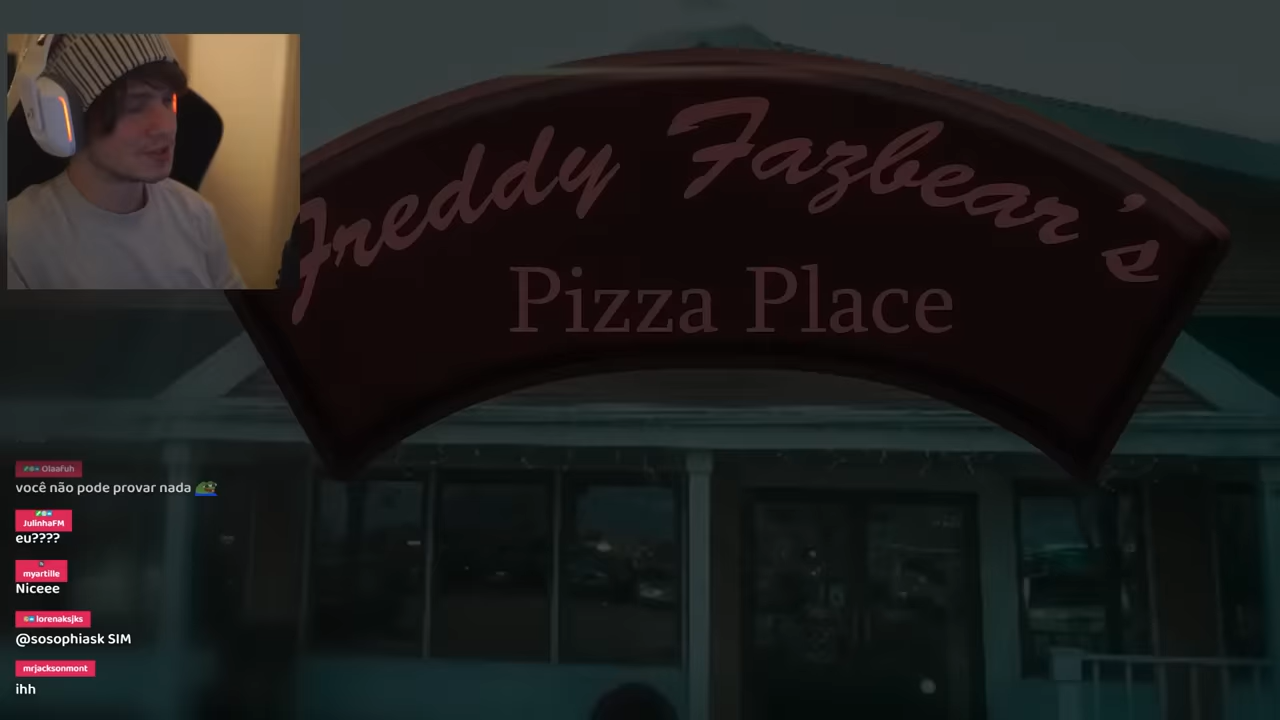 Freddy Fazbear's
Pizza Place
Olaafuh
você não pode provar nada
JulinhaFM
eu????
myartille
Niceee
lorenaksjks
@sosophiask SIM
mrjacksonmont
ihh